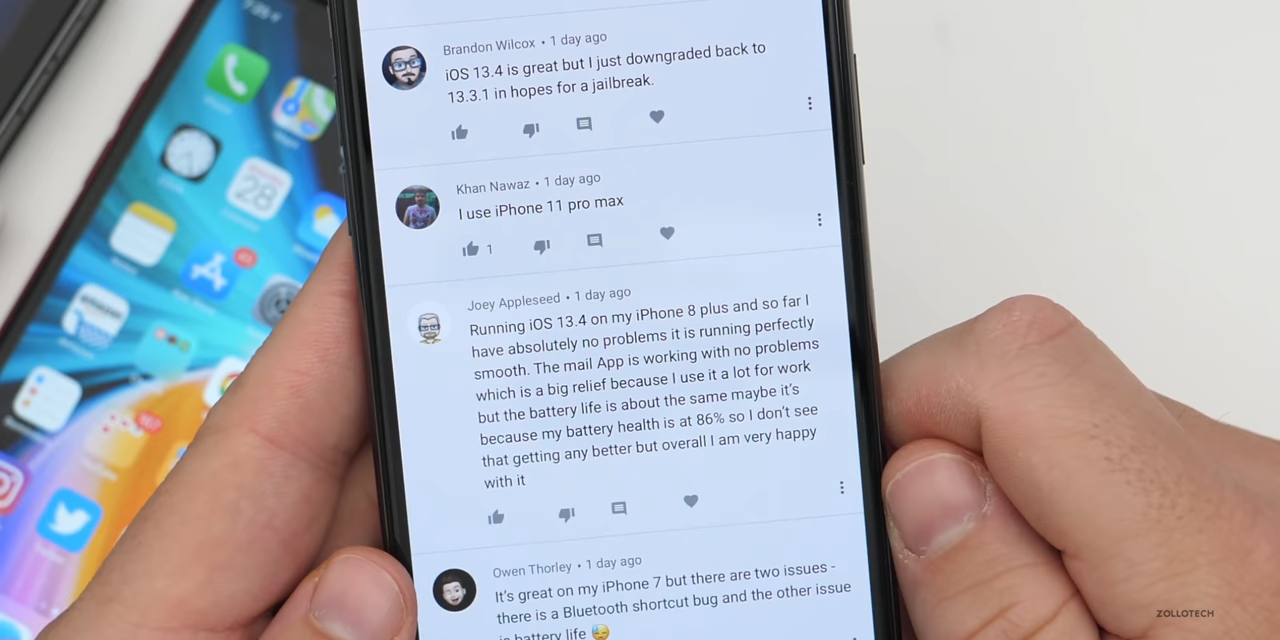 Brandon Wilcox • 1 day ago
iOS 13.4 is great but I just downgraded back to
13.3.1 in hopes for a jailbreak.
Khan Nawaz • 1 day ago
I use iPhone 11 pro max
1
Joey Appleseed • 1 day ago
Running iOS 13.4 on my iPhone 8 plus and so far I
have absolutely no problems it is running perfectly
smooth. The mail App is working with no problems
which is a big relief because I use it a lot for work
but the battery life is about the same maybe it's
because my battery health is at 86% so I don't see
that getting any better but overall I am very happy
with it
Owen Thorley • 1 day ago
It's great on my iPhone 7 but there are two issues -
there is a Bluetooth shortcut bug and the other issue
is battery life 😓
28
amazon
ZOLLOTECH